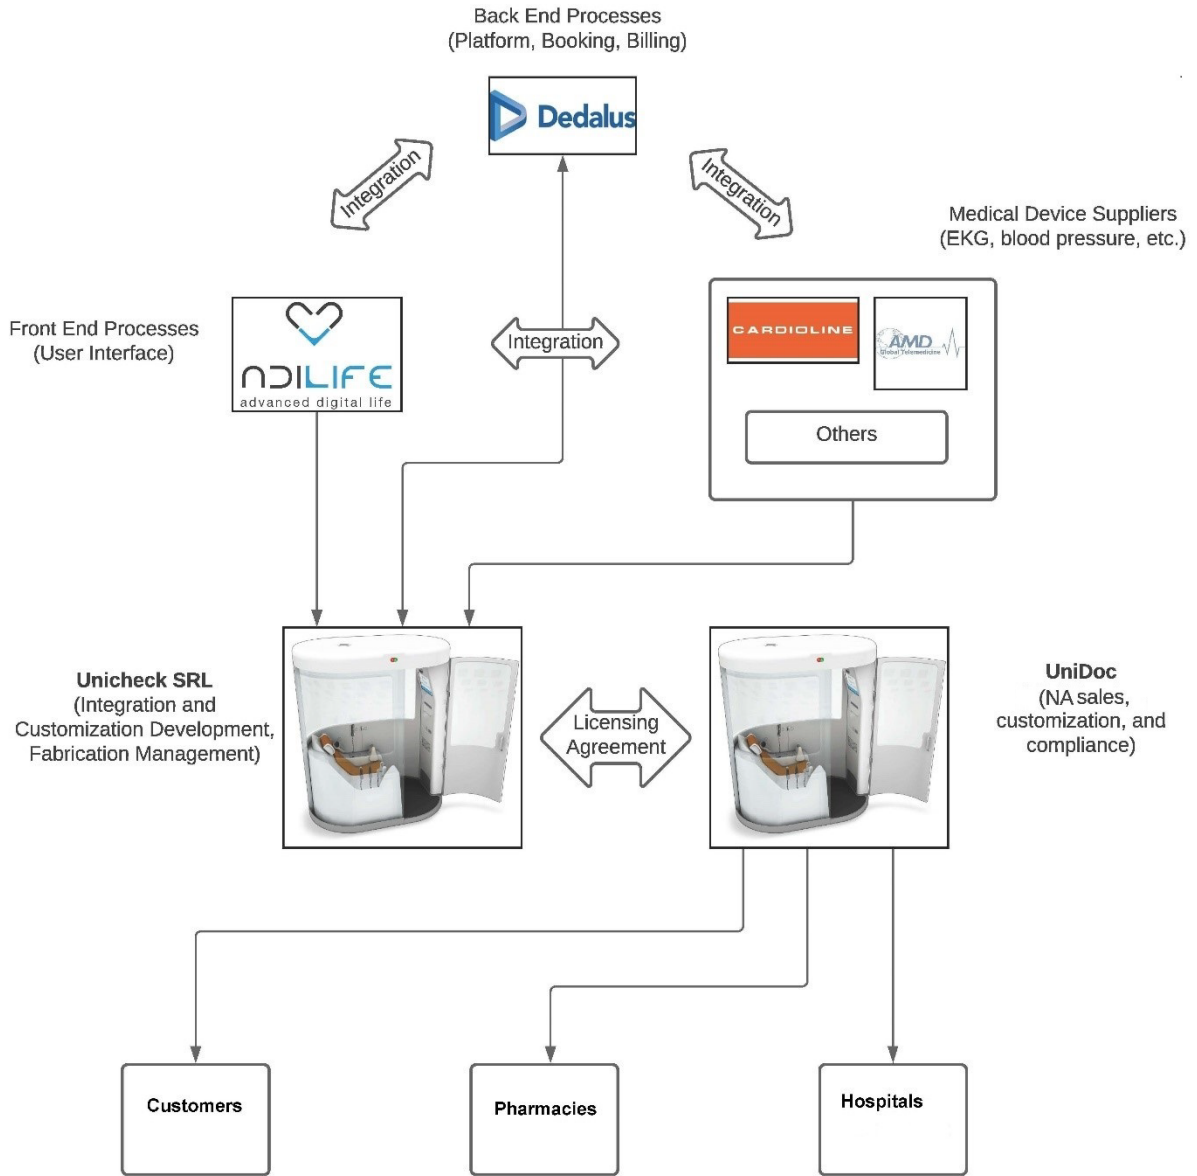 Back End Processes
(Platform, Booking, Billing)
Dedalus
Integration
Integration
Medical Device Suppliers
(EKG, blood pressure, etc.)
Front End Processes
(User Interface)
ADILIFE
advanced digital life
Integration
CARDIOLINE
AMD
Global Telemedicine
Others
Unicheck SRL
(Integration and
Customization Development,
Fabrication Management)
Licensing
Agreement
UniDoc
(NA sales,
customization, and
compliance)
Customers
Pharmacies
Hospitals